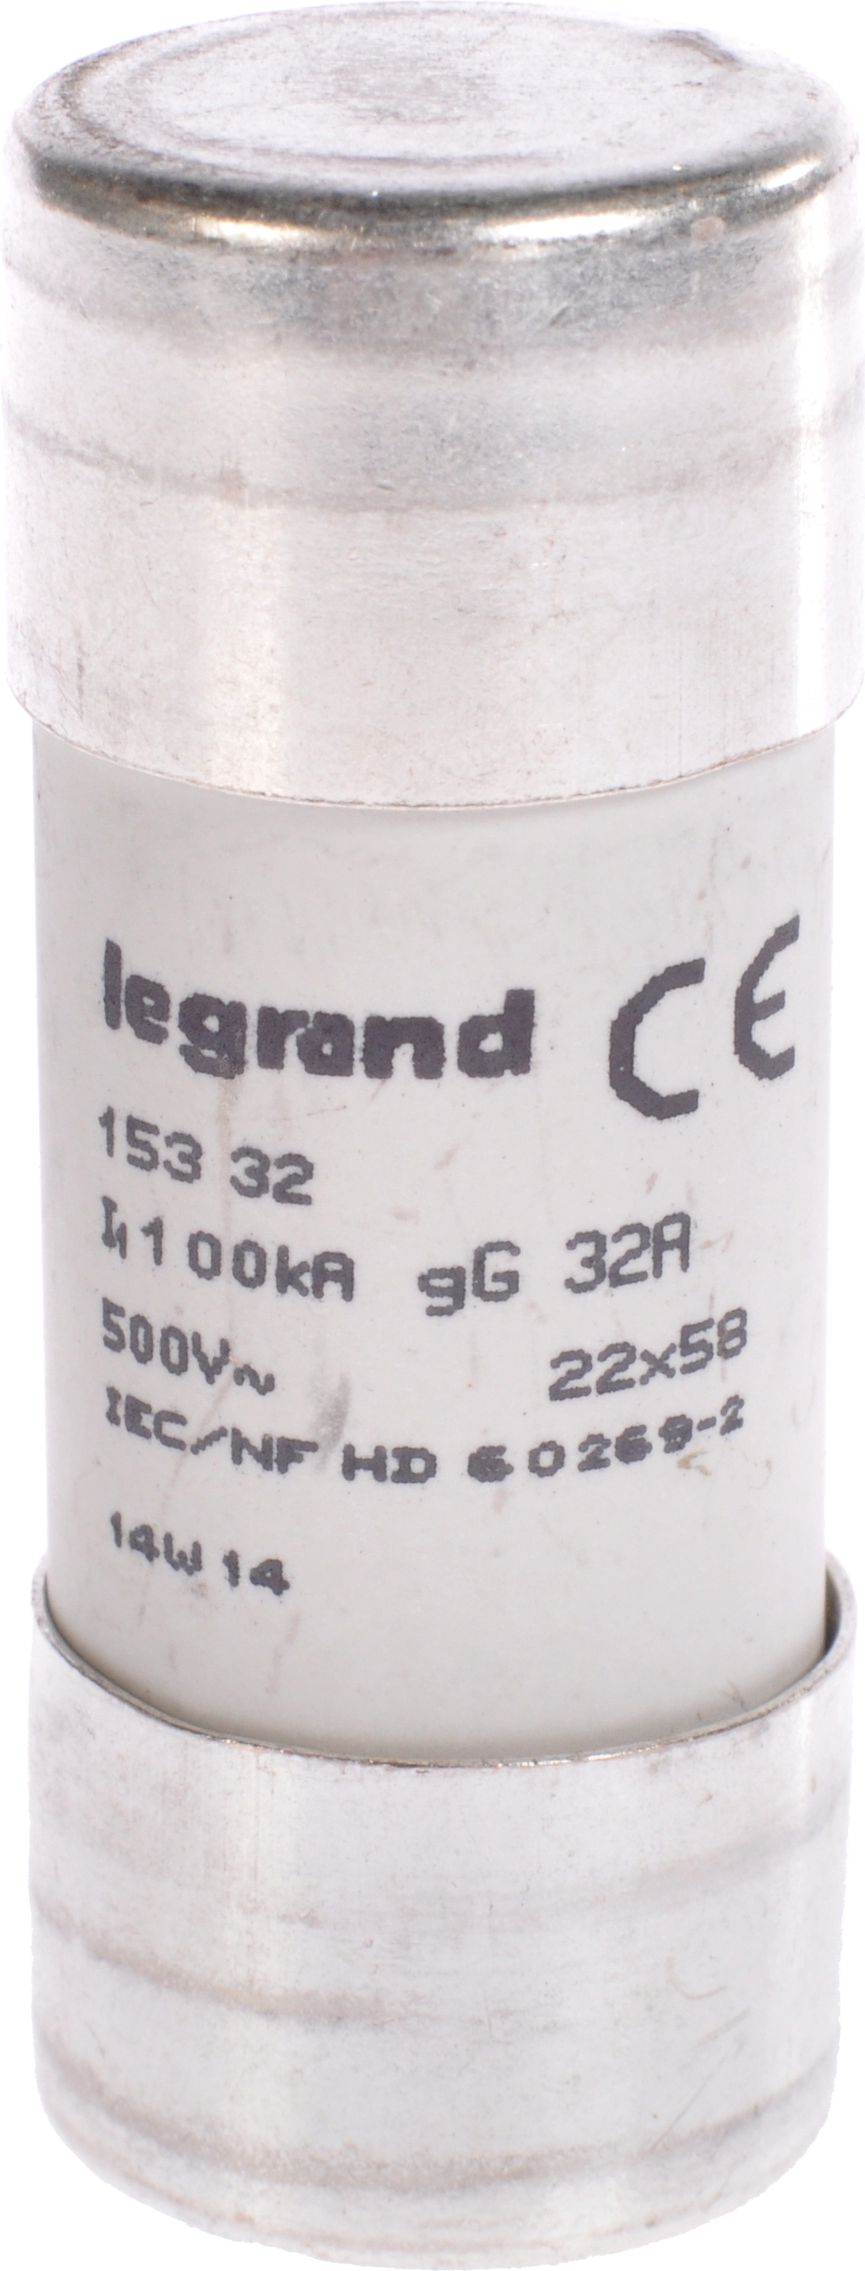 legrand CE
153 32
I1 100kA gG 32A
500V~ 22x58
IEC/NF HD 60269-2
14W14